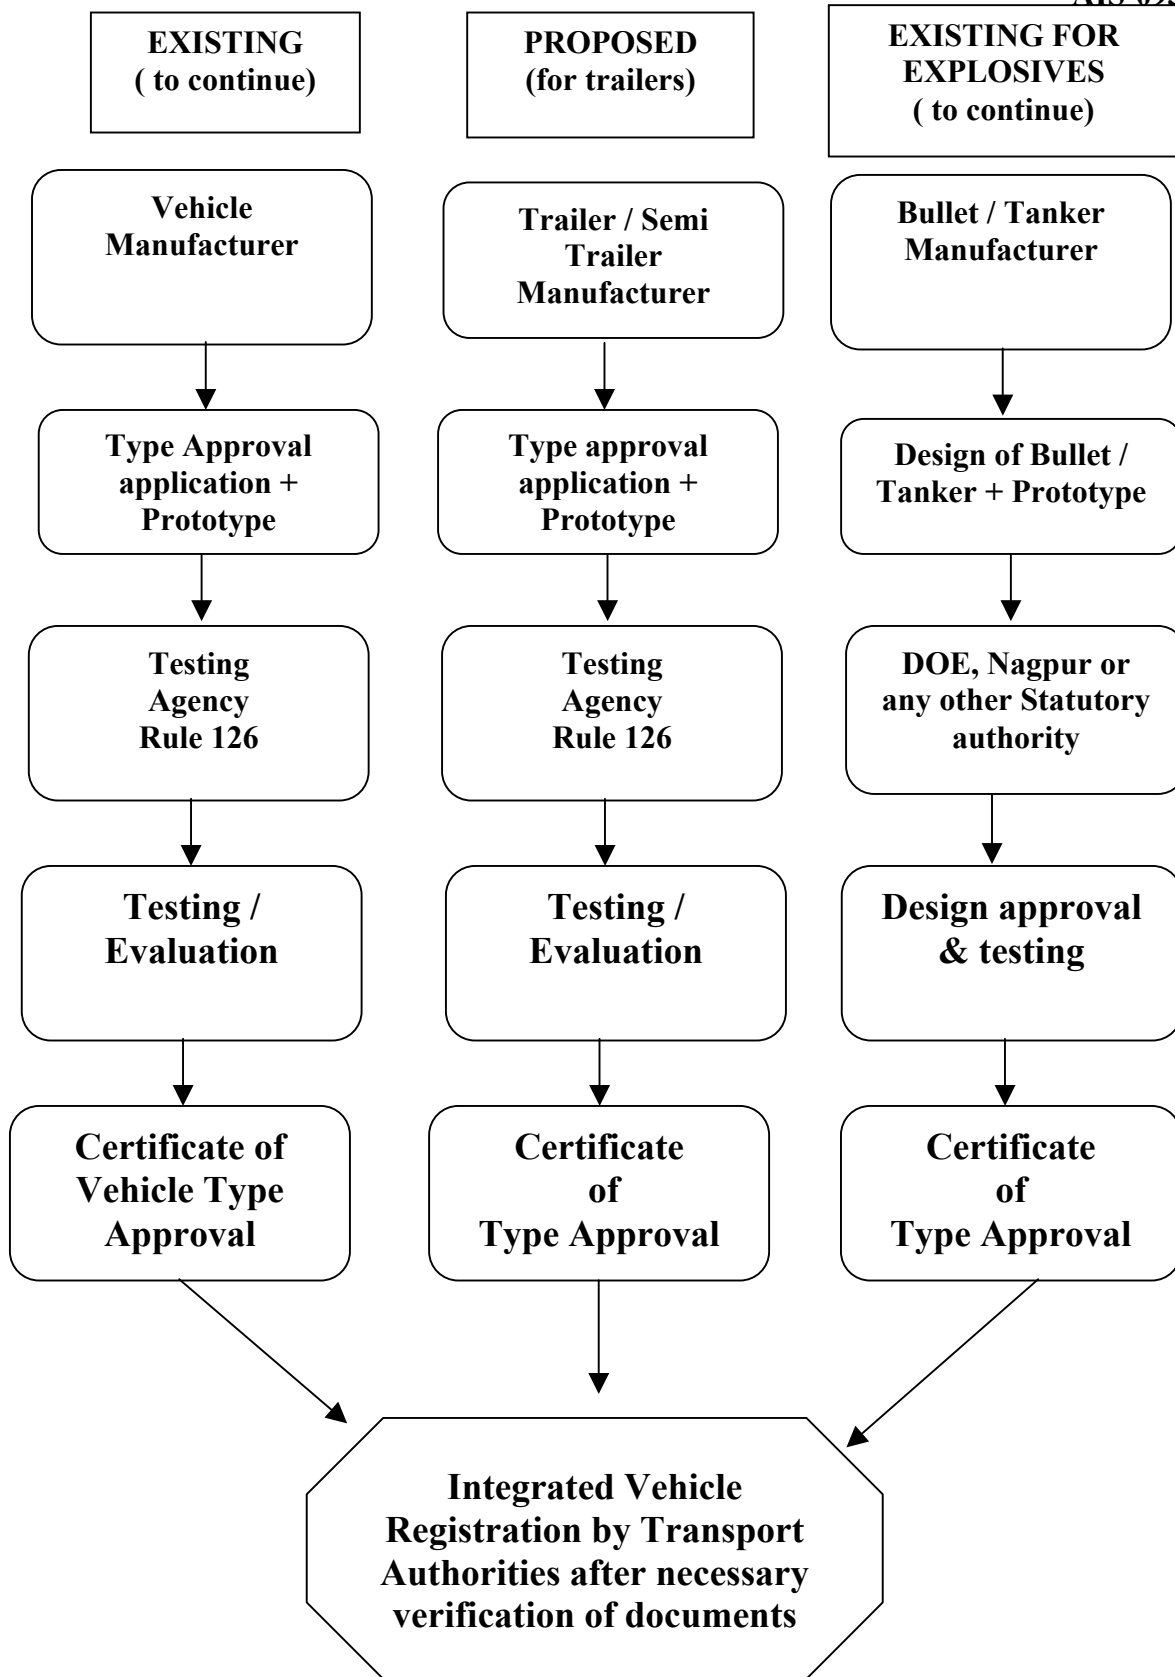 EXISTING
( to continue)
PROPOSED
(for trailers)
EXISTING FOR
EXPLOSIVES
( to continue)
Vehicle
Manufacturer
Trailer / Semi
Trailer
Manufacturer
Bullet / Tanker
Manufacturer
Type Approval
application +
Prototype
Type approval
application +
Prototype
Design of Bullet /
Tanker + Prototype
Testing
Agency
Rule 126
Testing
Agency
Rule 126
DOE, Nagpur or
any other Statutory
authority
Testing /
Evaluation
Testing /
Evaluation
Design approval
& testing
Certificate of
Vehicle Type
Approval
Certificate
of
Type Approval
Certificate
of
Type Approval
Integrated Vehicle
Registration by Transport
Authorities after necessary
verification of documents